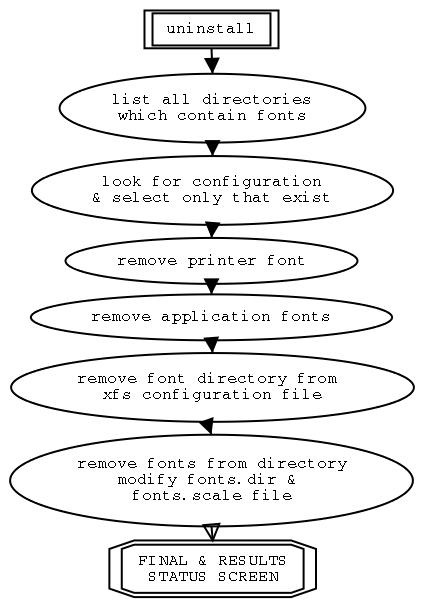 uninstall
list all directories
which contain fonts
look for configuration
& select only that exist
remove printer font
remove application fonts
remove font directory from
xfs configuration file
remove fonts from directory
modify fonts.dir &
fonts.scale file
FINAL & RESULTS
STATUS SCREEN